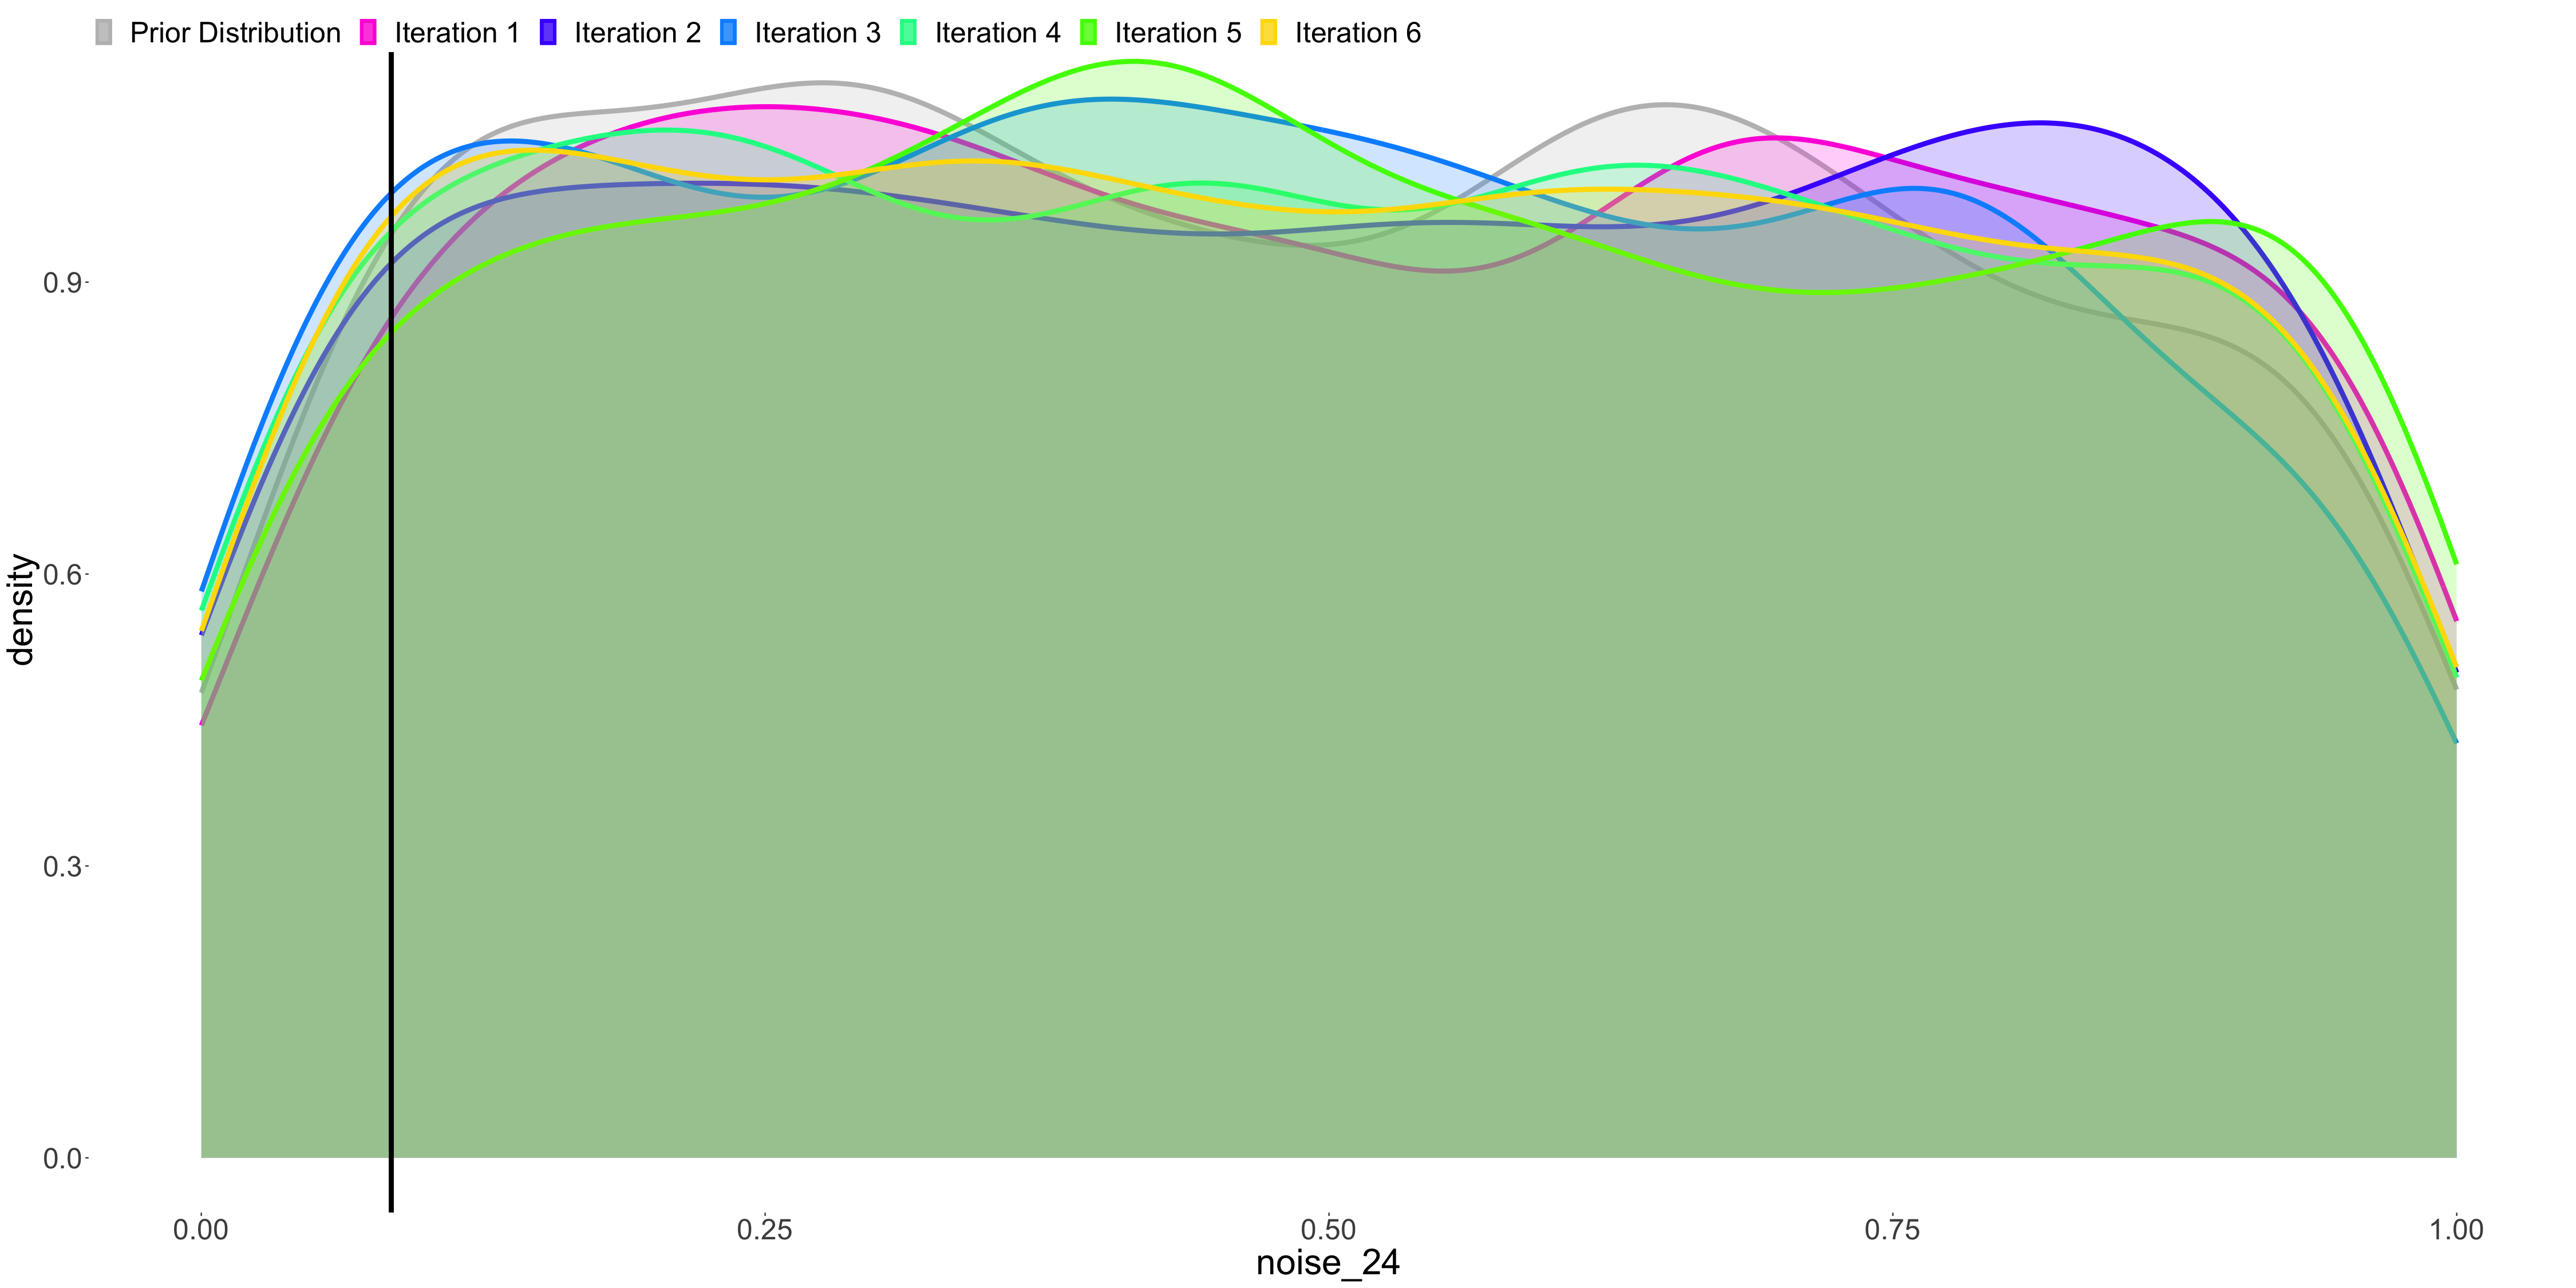 Prior Distribution Iteration 1 Iteration 2 Iteration 3 Iteration 4 Iteration 5 Iteration 6
density
0.9
0.6
0.3
0.0
0.00 0.25 0.50 0.75 1.00
noise_24